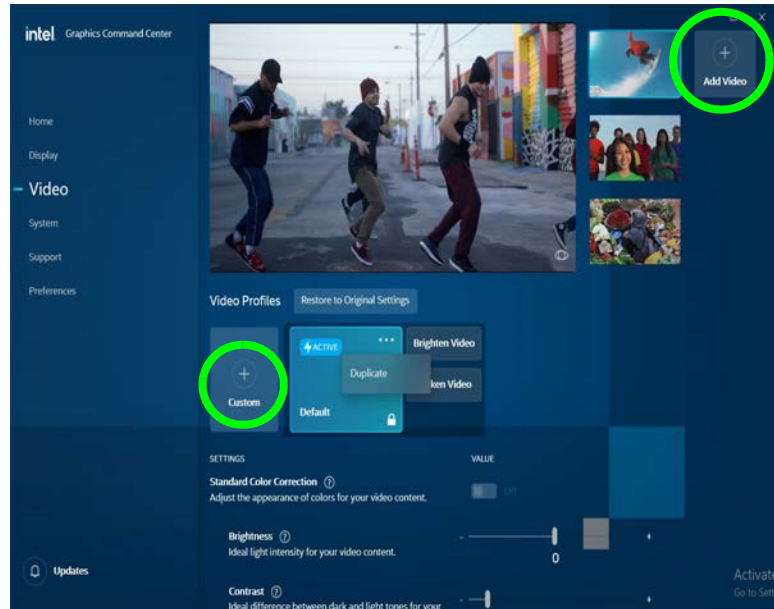 intel. Graphics Command Center
X
Add Video
Home
Display
Video
System
Support
Preferences
Video Profiles
Restore to Original Settings
ACTIVE
Brighten Video
Duplicate
ken Video
Custom
Default
SETTINGS
VALUE
Standard Color Correction ?
Adjust the appearance of colors for your video content.
Off
Brightness ?
Ideal light intensity for your video content.
- +
0
Updates
Contrast ?
Ideal difference between dark and light tones for your
- +
Activate
Go to Sett